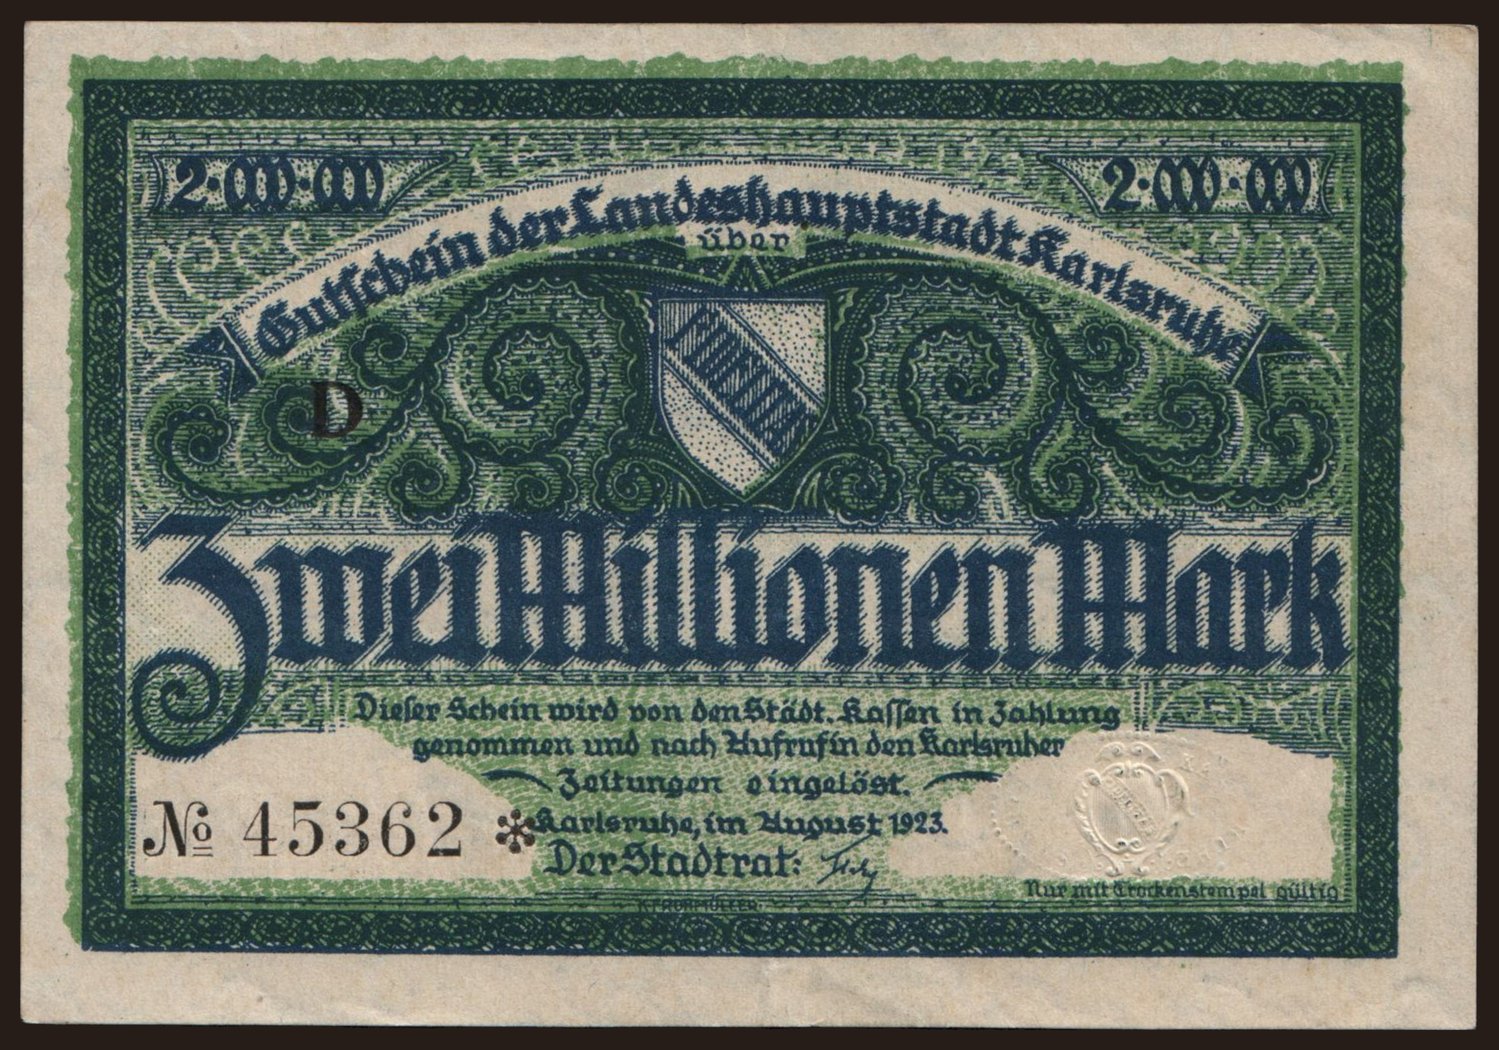 2·000·000
2·000·000
Gutschein der Landeshauptstadt Karlsruhe
über
D
Zwei Millionen Mark
Dieser Schein wird von den Städt. Kassen in Zahlung
genommen und nach Aufruf in den Karlsruher
Zeitungen eingelöst.
№ 45362 *
Karlsruhe, im August 1923.
Der Stadtrat:
Nur mit Trockenstempel gültig
K. FROHMÜLLER